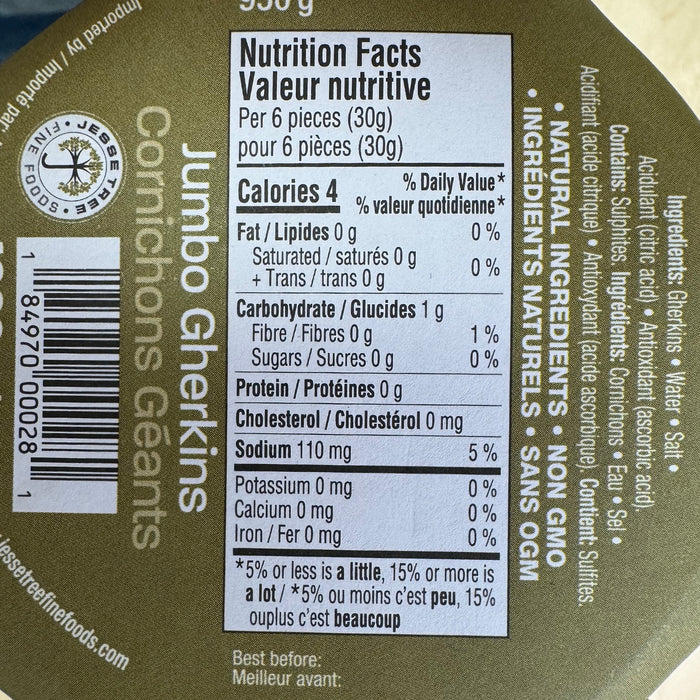 950 g
Nutrition Facts
Valeur nutritive
Per 6 pieces (30g)
pour 6 pièces (30g)
Calories 4
% Daily Value*
% valeur quotidienne*
Fat / Lipides 0 g 0 %
Saturated / saturés 0 g
+ Trans / trans 0 g 0 %
Carbohydrate / Glucides 1 g
Fibre / Fibres 0 g 1 %
Sugars / Sucres 0 g 0 %
Protein / Protéines 0 g
Cholesterol / Cholestérol 0 mg
Sodium 110 mg 5 %
Potassium 0 mg 0 %
Calcium 0 mg 0 %
Iron / Fer 0 mg 0 %
*5% or less is a little, 15% or more is
a lot / *5% ou moins c'est peu, 15%
ouplus c'est beaucoup
Best before:
Meilleur avant:
Ingredients: Gherkins • Water • Salt •
Acidulant (citric acid) • Antioxidant (ascorbic acid).
Contains: Sulphites. Ingrédients: Cornichons • Eau • Sel •
Acidifiant (acide citrique) • Antioxydant (acide ascorbique). Contient: Sulfites.
• NATURAL INGREDIENTS • NON GMO
• INGRÉDIENTS NATURELS • SANS OGM
Jumbo Gherkins
Cornichons Géants
JESSE TREE
• FINE FOODS •
1 84970 00028 1
Imported by / Importé par:
jessetreefinefoods.com